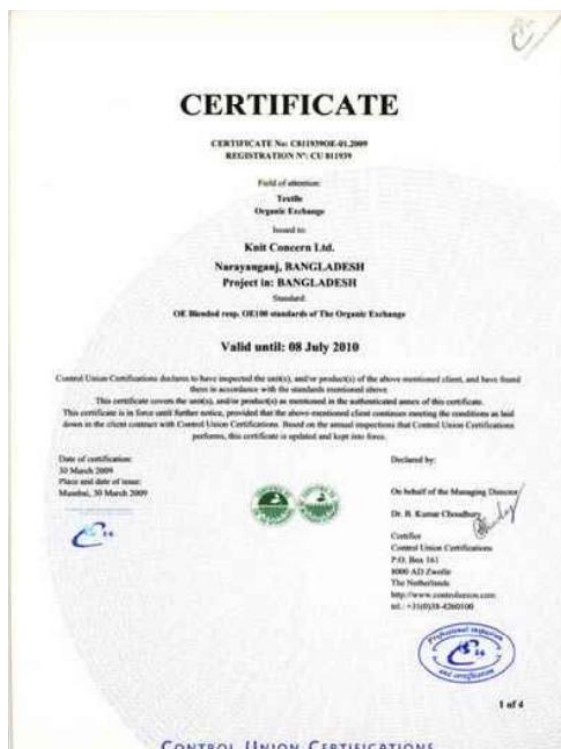 CERTIFICATE
CERTIFICATE No: C811939OE-01.2009
REGISTRATION Nº: CU 811939
Field of attention:
Textile
Organic Exchange
Issued to:
Knit Concern Ltd.
Narayanganj, BANGLADESH
Project in: BANGLADESH
Standard:
OE Blended resp. OE100 standards of The Organic Exchange
Valid until: 08 July 2010
Control Union Certifications declares to have inspected the unit(s), and/or product(s) of the above mentioned client, and have found
them in accordance with the standards mentioned above.
This certificate covers the unit(s), and/or product(s) as mentioned in the authenticated annex of this certificate.
This certificate is in force until further notice, provided that the above-mentioned client continues meeting the conditions as laid
down in the client contract with Control Union Certifications. Based on the annual inspections that Control Union Certifications
performs, this certificate is updated and kept into force.
Date of certification:
30 March 2009
Place and date of issue:
Mumbai, 30 March 2009
Declared by:
On behalf of the Managing Director
Dr. B. Kumar Choudhury
Certifier
Control Union Certifications
P.O. Box 161
8000 AD Zwolle
The Netherlands
http://www.controlunion.com
tel.: +31(0)38-4260100
Professional inspection
and certification
1 of 4
CONTROL UNION CERTIFICATIONS